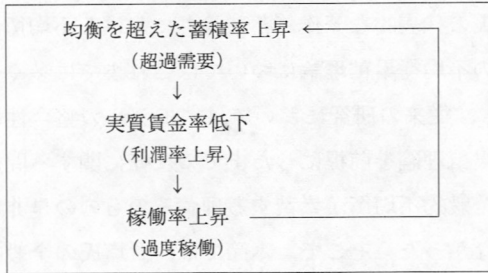 均衡を超えた蓄積率上昇
(超過需要)
↓
実質賃金率低下
(利潤率上昇)
↓
稼働率上昇
(過度稼働)